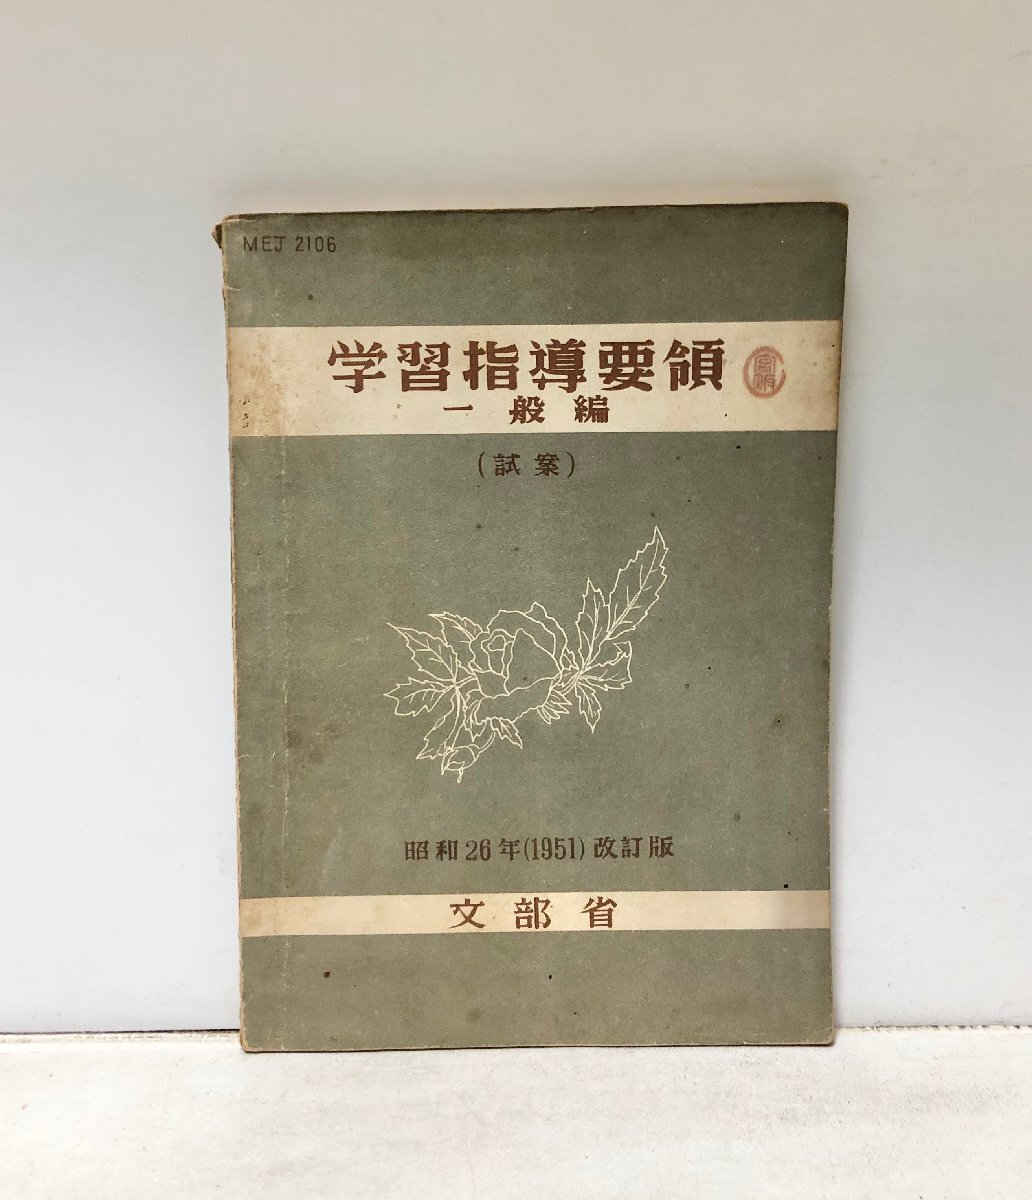 MEJ 2106
学習指導要領
一般編
(試案)
昭和26年(1951)改訂版
文部省